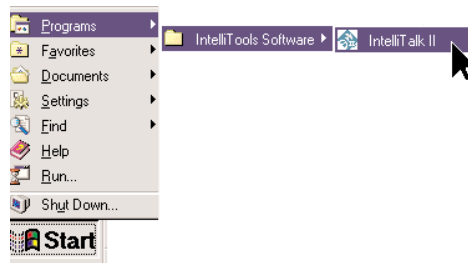 Programs
IntelliTools Software
IntelliTalk II
Favorites
Documents
Settings
Find
Help
Run...
Shut Down...
Start